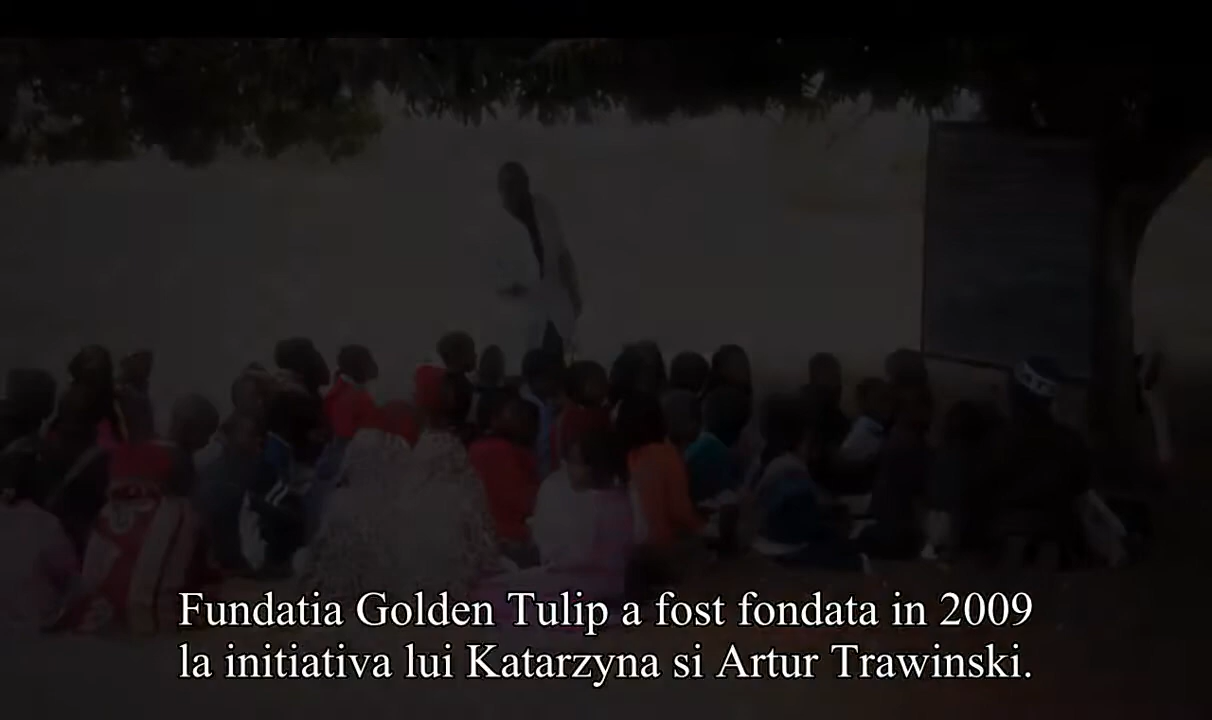 Fundatia Golden Tulip a fost fondata in 2009
la initiativa lui Katarzyna si Artur Trawinski.